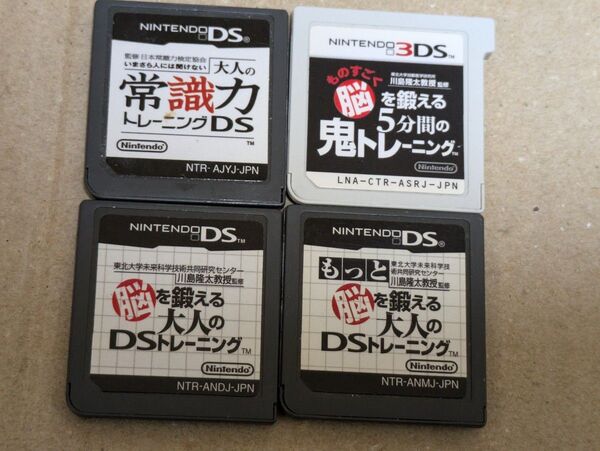 NINTENDO DS®
監修 日本常識力検定協会
いまさら人には聞けない
大人の
常識力
トレーニングDS
™
Nintendo
NTR-AJYJ-JPN
NINTENDO 3DS™
ものすごく
東北大学加齢医学研究所
川島隆太教授 監修
脳を鍛える
5分間の
鬼トレーニング™
Nintendo
LNA-CTR-ASRJ-JPN
NINTENDO DS™
東北大学未来科学技術共同研究センター
川島隆太教授 監修
脳を鍛える
大人の
DSトレーニング™
Nintendo
NTR-ANDJ-JPN
NINTENDO DS®
もっと
東北大学未来科学技
術共同研究センター
川島隆太教授 監修
脳を鍛える
大人の
DSトレーニング™
Nintendo
NTR-ANMJ-JPN